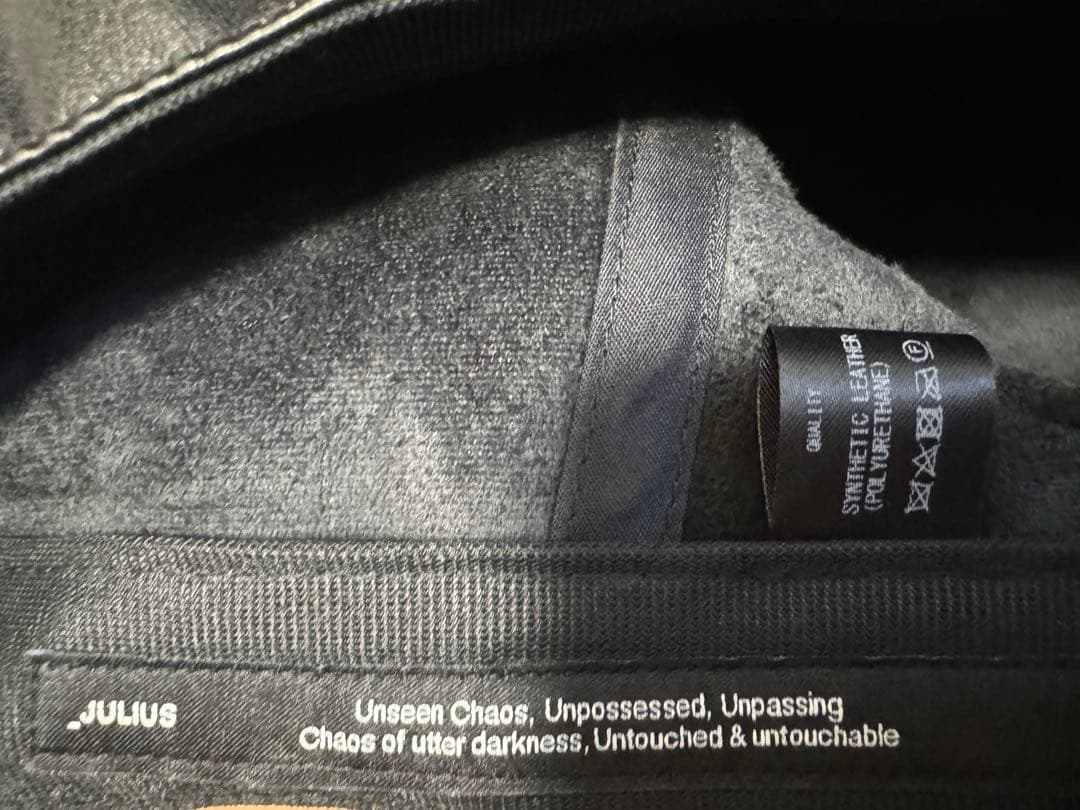 QUALITY
SYNTHETIC LEATHER
(POLYURETHANE)
F
_JULIUS
Unseen Chaos, Unpossessed, Unpassing
Chaos of utter darkness, Untouched & untouchable